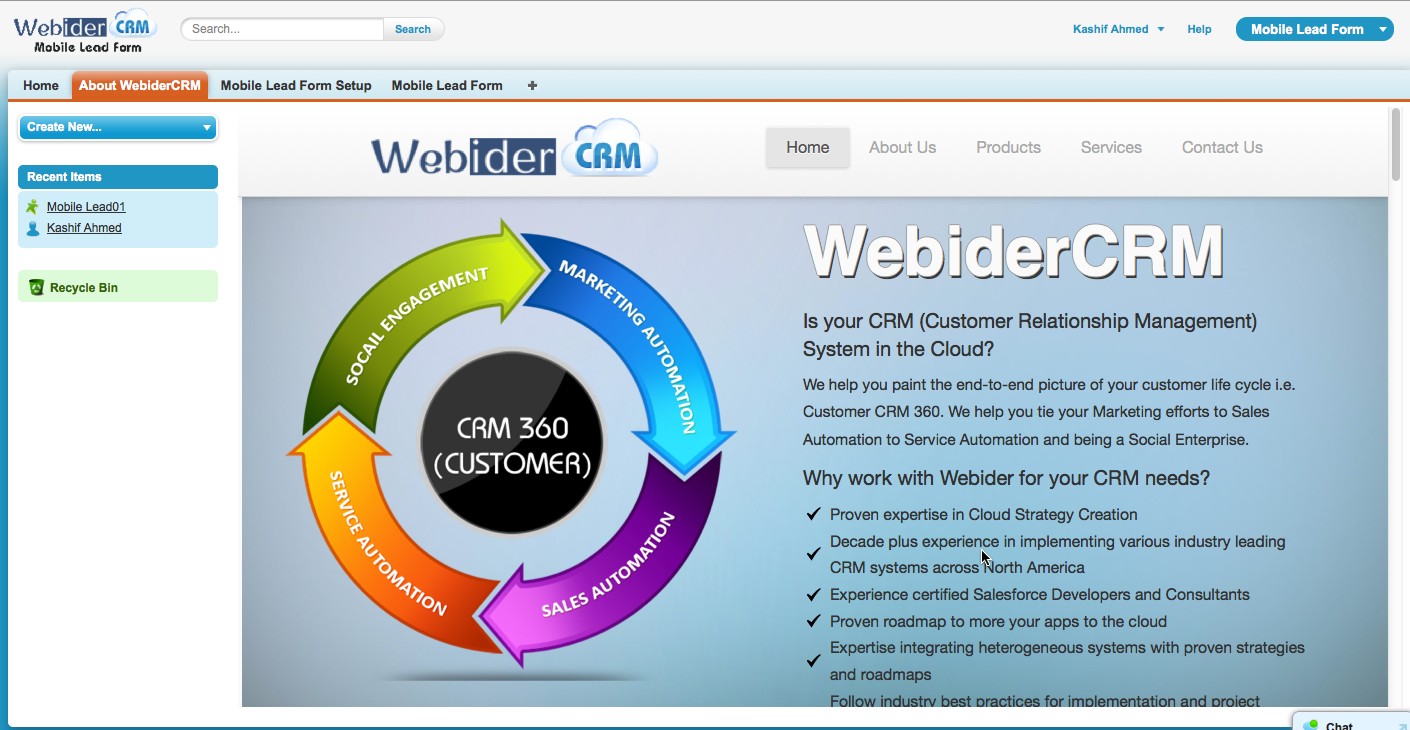 Webider CRM
Mobile Lead Form
Search...
Search
Kashif Ahmed
Help
Mobile Lead Form
Home
About WebiderCRM
Mobile Lead Form Setup
Mobile Lead Form
+
Create New...
Recent Items
Mobile Lead01
Kashif Ahmed
Recycle Bin
Webider CRM
Home
About Us
Products
Services
Contact Us
SOCAIL ENGAGEMENT
MARKETING AUTOMATION
SALES AUTOMATION
SERVICE AUTOMATION
CRM 360
(CUSTOMER)
WebiderCRM
Is your CRM (Customer Relationship Management)
System in the Cloud?
We help you paint the end-to-end picture of your customer life cycle i.e.
Customer CRM 360. We help you tie your Marketing efforts to Sales
Automation to Service Automation and being a Social Enterprise.
Why work with Webider for your CRM needs?
Proven expertise in Cloud Strategy Creation
Decade plus experience in implementing various industry leading
CRM systems across North America
Experience certified Salesforce Developers and Consultants
Proven roadmap to more your apps to the cloud
Expertise integrating heterogeneous systems with proven strategies
and roadmaps
Follow industry best practices for implementation and project
Chat